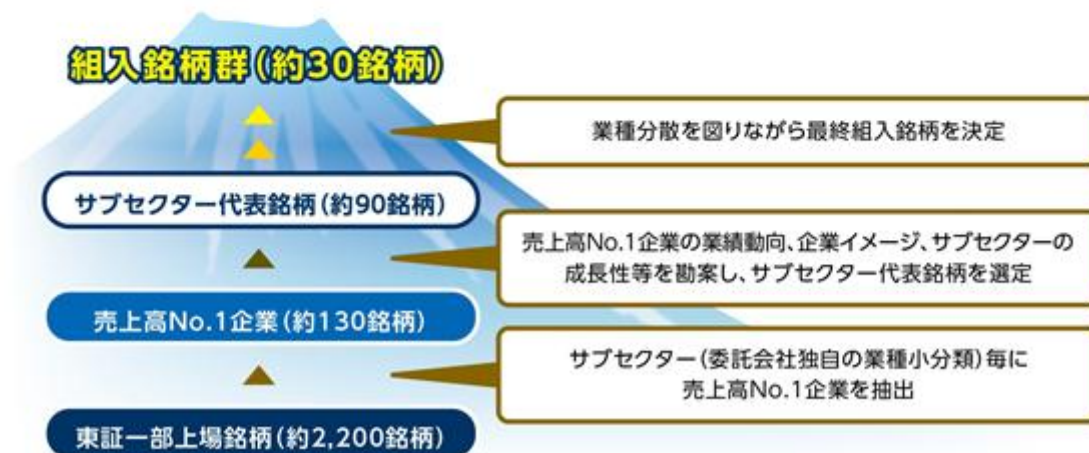 組入銘柄群(約30銘柄)
業種分散を図りながら最終組入銘柄を決定
サブセクター代表銘柄(約90銘柄)
売上高No.1企業の業績動向、企業イメージ、サブセクターの
成長性等を勘案し、サブセクター代表銘柄を選定
売上高No.1企業(約130銘柄)
サブセクター(委託会社独自の業種小分類)毎に
売上高No.1企業を抽出
東証一部上場銘柄(約2,200銘柄)